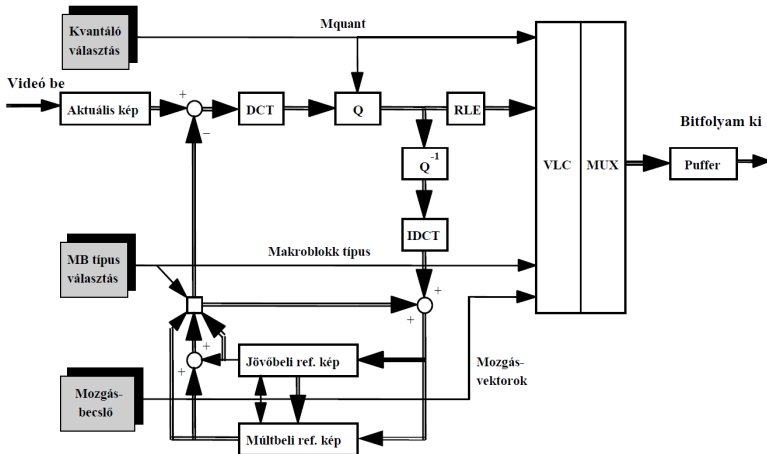 Kvantáló
választás
Mquant
Videó be
Aktuális kép
+
−
DCT
Q
RLE
Q-1
IDCT
VLC
MUX
Bitfolyam ki
Puffer
MB típus
választás
Makroblokk típus
+
+
+
+
Jövőbeli ref. kép
Mozgás-
vektorok
Mozgás-
becslő
Múltbeli ref. kép